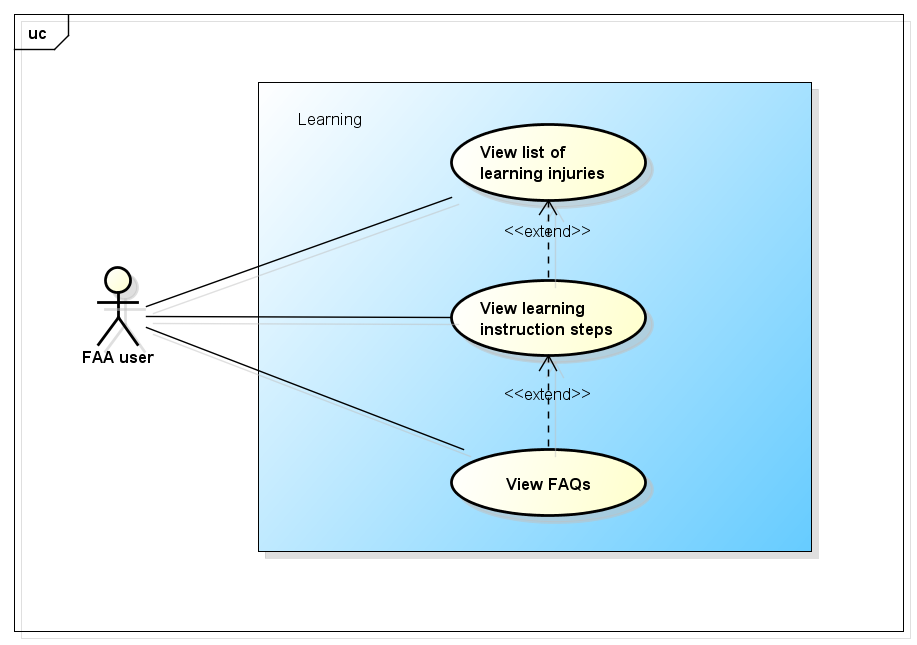 uc
Learning
View list of
learning injuries
<<extend>>
View learning
instruction steps
FAA user
<<extend>>
View FAQs